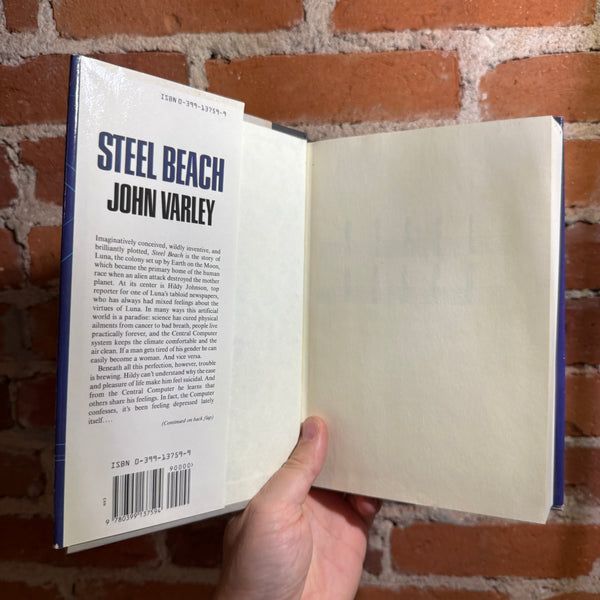 ISBN 0-399-13759-9
STEEL BEACH
JOHN VARLEY
Imaginatively conceived, wildly inventive, and
brilliantly plotted, Steel Beach is the story of
Luna, the colony set up by Earth on the Moon,
which became the primary home of the human
race when an alien attack destroyed the mother
planet. At its center is Hildy Johnson, top
reporter for one of Luna's tabloid newspapers,
who has always had mixed feelings about the
virtues of Luna. In many ways this artificial
world is a paradise: science has cured physical
ailments from cancer to bad breath, people live
practically forever, and the Central Computer
system keeps the climate comfortable and the
air clean. If a man gets tired of his gender he can
easily become a woman. And vice versa.
Beneath all this perfection, however, trouble
is brewing. Hildy can't understand why the ease
and pleasure of life make him feel suicidal. And
from the Central Computer he learns that
others share his feelings. In fact, the Computer
confesses, it's been feeling depressed lately
itself....
(Continued on back flap)
ISBN 0-399-13759-9
90000
9 780399 137594